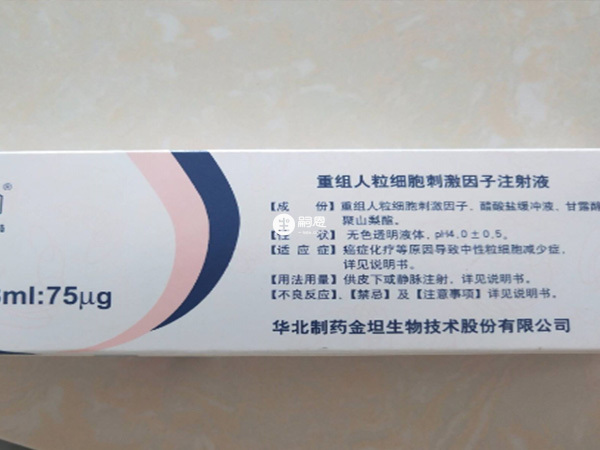 ®
ml:75μg
重组人粒细胞刺激因子注射液
【成 份】重组人粒细胞刺激因子、醋酸盐缓冲液、甘露醇
聚山梨酯。
【性 状】 无色透明液体，pH4.0±0.5。
【适 应 症】癌症化疗等原因导致中性粒细胞减少症，
详见说明书。
【用法用量】供皮下或静脉注射，详见说明书。
【不良反应】、【禁忌】及【注意事项】详见说明书。
华北制药金坦生物技术股份有限公司
嗣恩